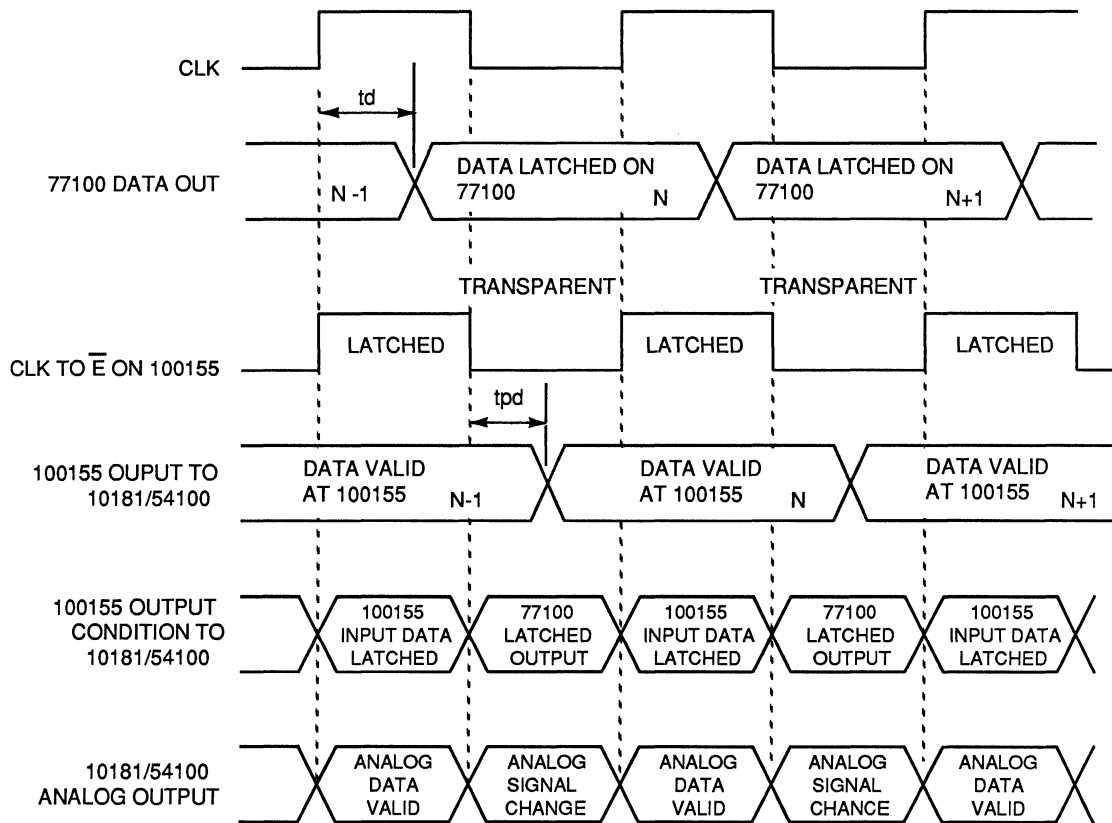 CLK
td
77100 DATA OUT
N -1
DATA LATCHED ON
77100
N
DATA LATCHED ON
77100
N+1
TRANSPARENT
TRANSPARENT
CLK TO E̅ ON 100155
LATCHED
LATCHED
LATCHED
tpd
100155 OUPUT TO
10181/54100
DATA VALID
AT 100155
N-1
DATA VALID
AT 100155
N
DATA VALID
AT 100155
N+1
100155 OUTPUT
CONDITION TO
10181/54100
100155
INPUT DATA
LATCHED
77100
LATCHED
OUTPUT
100155
INPUT DATA
LATCHED
77100
LATCHED
OUTPUT
100155
INPUT DATA
LATCHED
10181/54100
ANALOG OUTPUT
ANALOG
DATA
VALID
ANALOG
SIGNAL
CHANGE
ANALOG
DATA
VALID
ANALOG
SIGNAL
CHANCE
ANALOG
DATA
VALID